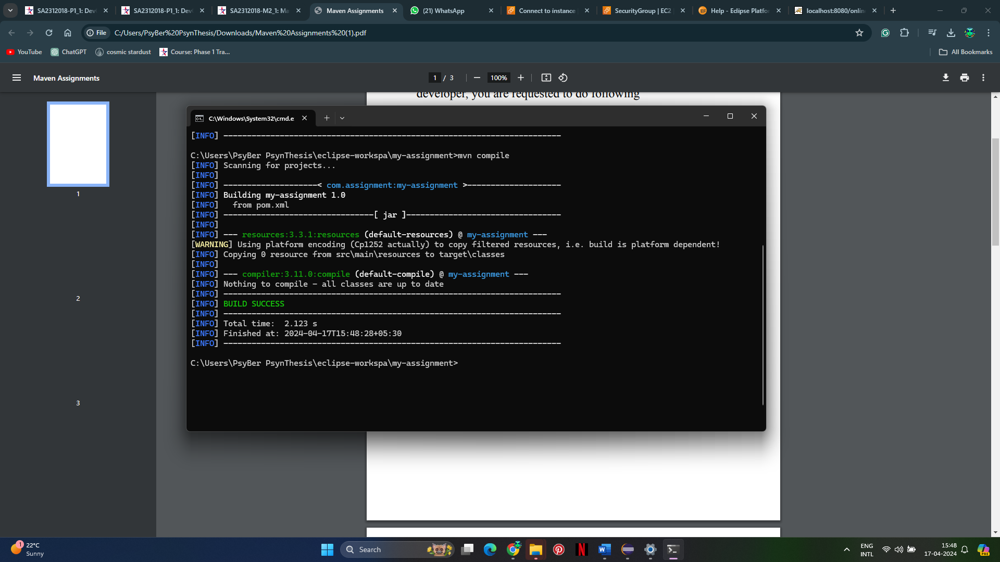 SA2312018-P1_1: Dev
SA2312018-P1_1: Dev
SA2312018-M2_1: Ma
Maven Assignments
(21) WhatsApp
Connect to instance
SecurityGroup | EC2
Help - Eclipse Platfo
localhost:8080/onlin
File
C:/Users/PsyBer%20PsynThesis/Downloads/Maven%20Assignments%20(1).pdf
YouTube
ChatGPT
cosmic stardust
Course: Phase 1 Tra...
All Bookmarks
Maven Assignments
1 / 3
100%
developer, you are requested to do following
C:\Windows\System32\cmd.e
[INFO] ------------------------------------------------------------------------
C:\Users\PsyBer PsynThesis\eclipse-workspa\my-assignment>mvn compile
[INFO] Scanning for projects...
[INFO]
[INFO] --------------------< com.assignment:my-assignment >--------------------
[INFO] Building my-assignment 1.0
[INFO]   from pom.xml
[INFO] --------------------------------[ jar ]---------------------------------
[INFO]
[INFO] --- resources:3.3.1:resources (default-resources) @ my-assignment ---
[WARNING] Using platform encoding (Cp1252 actually) to copy filtered resources, i.e. build is platform dependent!
[INFO] Copying 0 resource from src\main\resources to target\classes
[INFO]
[INFO] --- compiler:3.11.0:compile (default-compile) @ my-assignment ---
[INFO] Nothing to compile - all classes are up to date
[INFO] ------------------------------------------------------------------------
[INFO] BUILD SUCCESS
[INFO] ------------------------------------------------------------------------
[INFO] Total time:  2.123 s
[INFO] Finished at: 2024-04-17T15:48:28+05:30
[INFO] ------------------------------------------------------------------------
C:\Users\PsyBer PsynThesis\eclipse-workspa\my-assignment>
1
2
3
1
22°C
Sunny
Search
ENG
INTL
15:48
17-04-2024
PRE